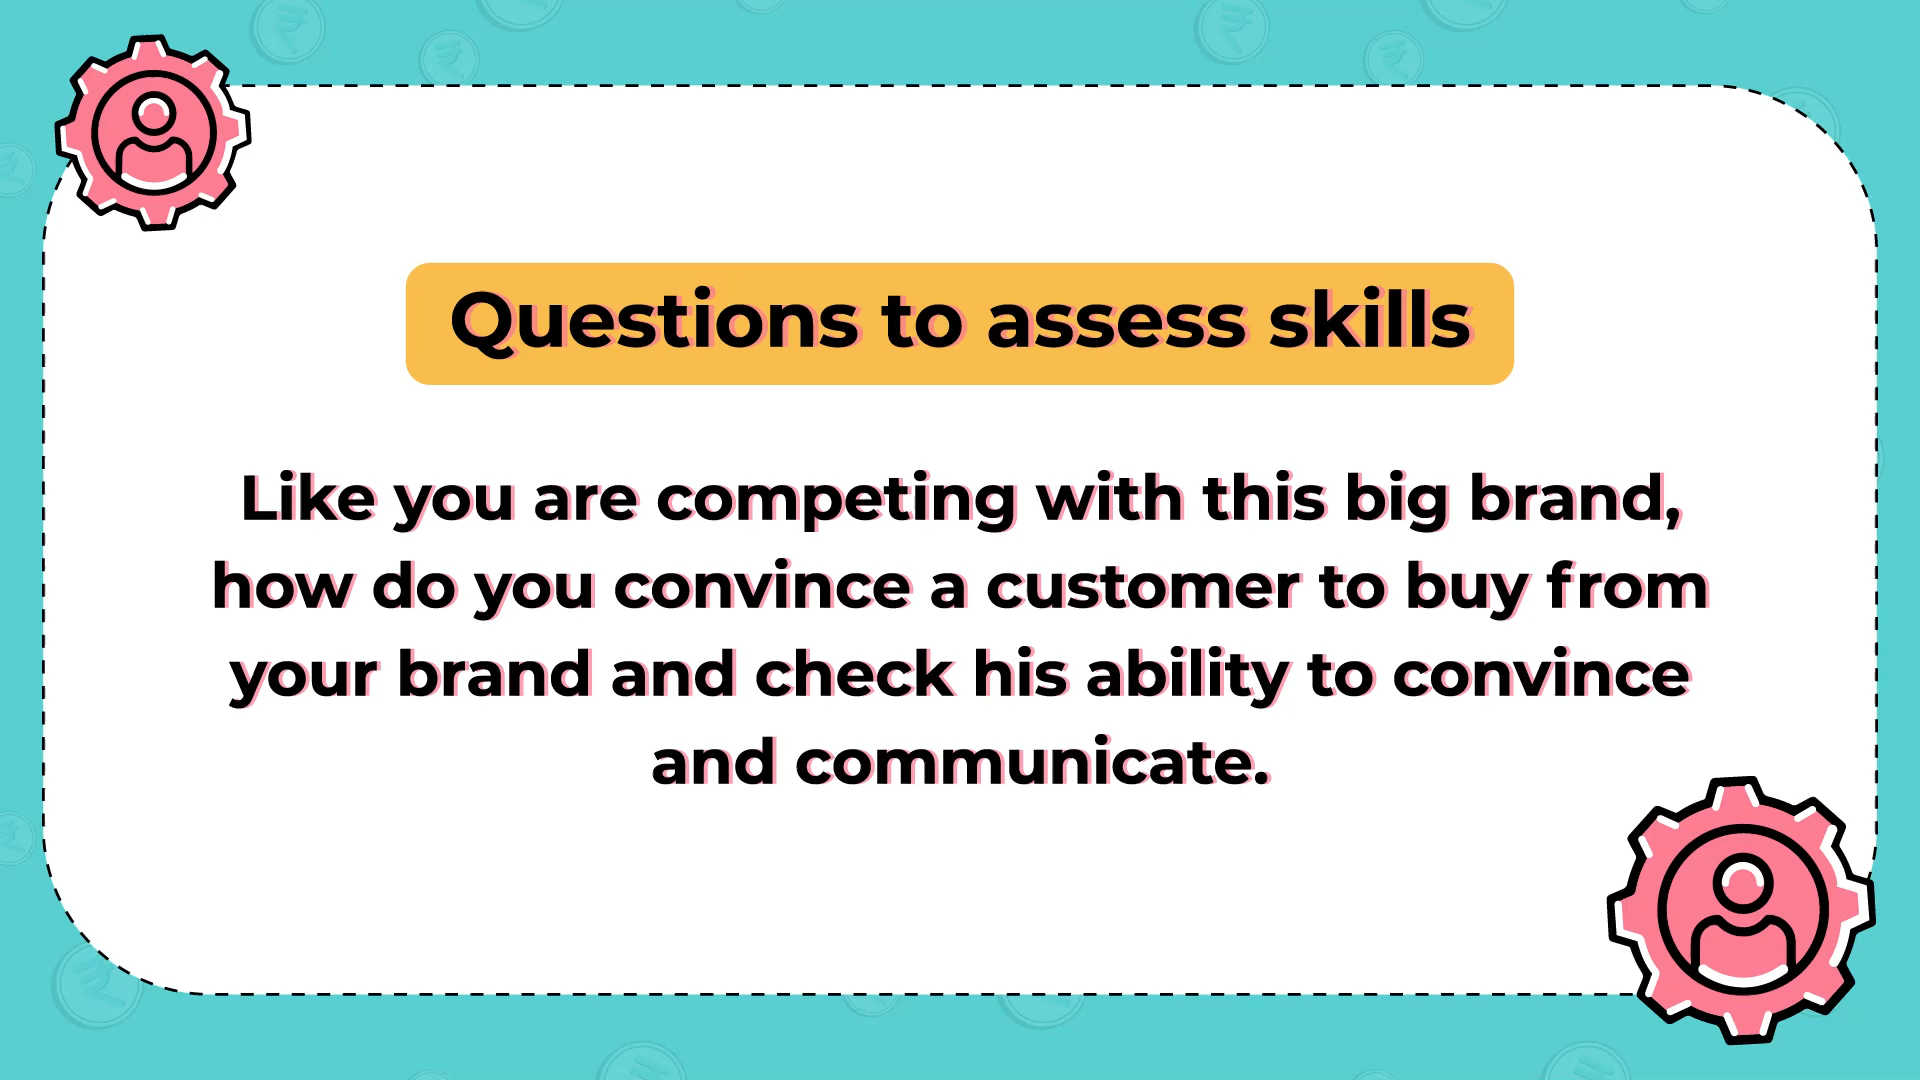 Questions to assess skills
Like you are competing with this big brand,
how do you convince a customer to buy from
your brand and check his ability to convince
and communicate.